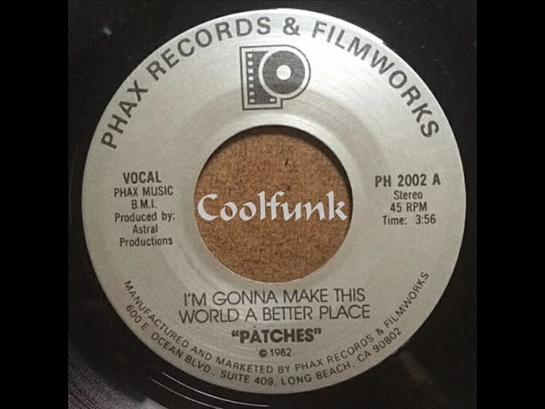 PHAX RECORDS & FILMWORKS
VOCAL
PHAX MUSIC
B.M.I.
Produced by:
Astral
Productions
PH 2002 A
Stereo
45 RPM
Time: 3:56
Coolfunk
I'M GONNA MAKE THIS
WORLD A BETTER PLACE
"PATCHES"
©1982
MANUFACTURED AND MARKETED BY PHAX RECORDS & FILMWORKS
600 E OCEAN BLVD., SUITE 409, LONG BEACH, CA 90802